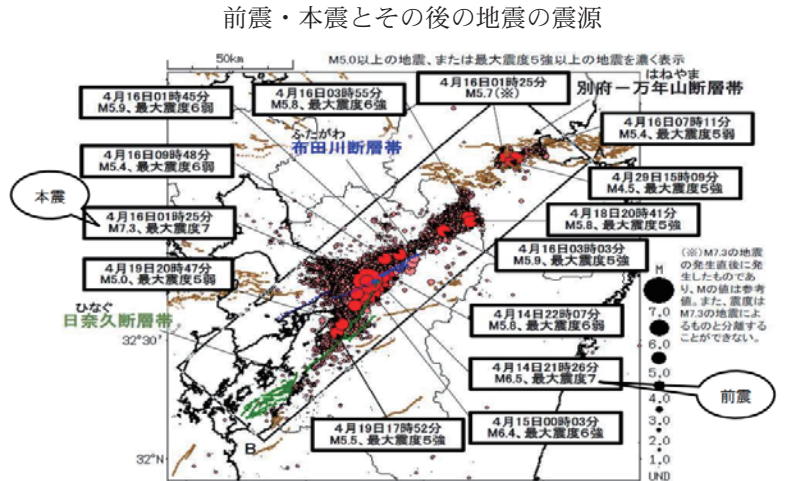 前震・本震とその後の地震の震源
50km
M5.0以上の地震、または最大震度5強以上の地震を濃く表示
4月16日01時45分
M5.9、最大震度6弱
4月16日03時55分
M5.8、最大震度6強
4月16日01時25分
M5.7(※)
はねやま
別府－万年山断層帯
4月16日07時11分
M5.4、最大震度5弱
ふたがわ
布田川断層帯
4月16日09時48分
M5.4、最大震度6弱
4月29日15時09分
M4.5、最大震度5強
本震
4月16日01時25分
M7.3、最大震度7
4月18日20時41分
M5.8、最大震度5強
4月16日03時03分
M5.9、最大震度5強
4月19日20時47分
M5.0、最大震度5弱
(※)M7.3の地震
の発生直後に発
生したものであ
り、Mの値は参考
値。また、震度は
M7.3の地震によ
るものと分離する
ことができない。
ひなぐ
日奈久断層帯
4月14日22時07分
M5.8、最大震度6弱
32°30'
4月14日21時26分
M6.5、最大震度7
前震
4月15日00時03分
M6.4、最大震度6強
4月19日17時52分
M5.5、最大震度5強
B
32°N
M
7.0
6.0
5.0
4.0
3.0
2.0
1.0
UND